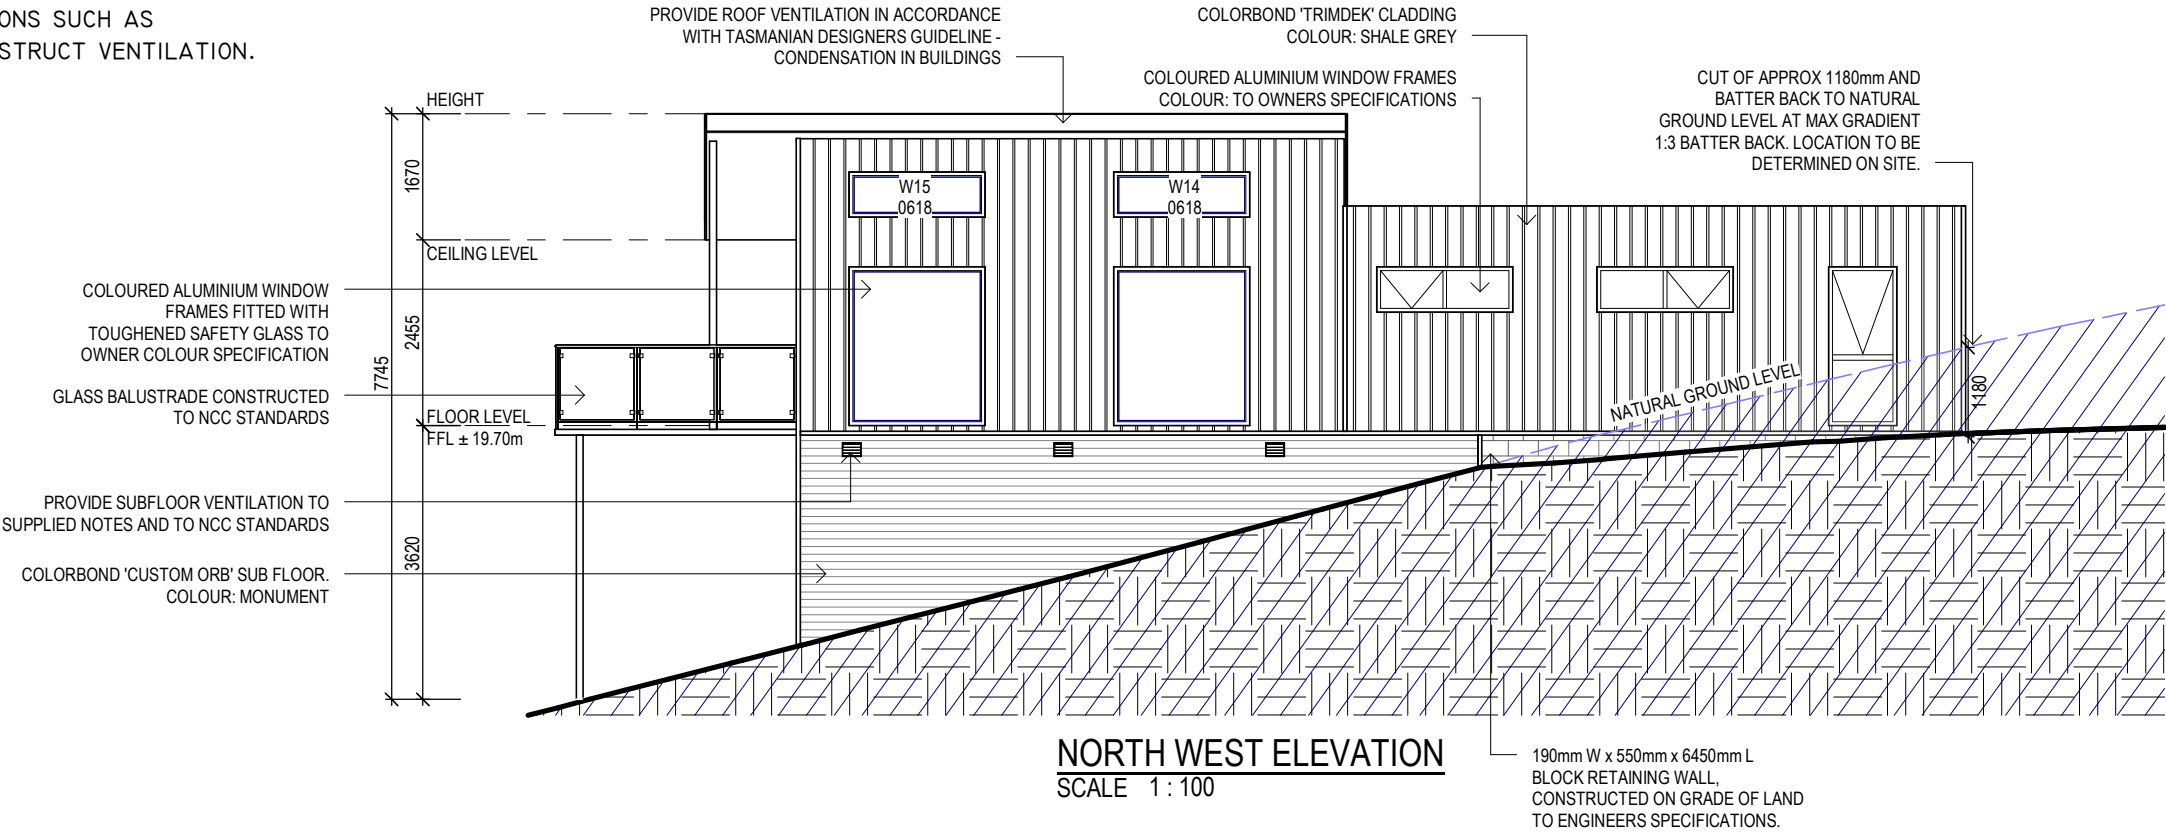 ONS SUCH AS
STRUCT VENTILATION.
PROVIDE ROOF VENTILATION IN ACCORDANCE
WITH TASMANIAN DESIGNERS GUIDELINE -
CONDENSATION IN BUILDINGS
COLORBOND 'TRIMDEK' CLADDING
COLOUR: SHALE GREY
COLOURED ALUMINIUM WINDOW FRAMES
COLOUR: TO OWNERS SPECIFICATIONS
CUT OF APPROX 1180mm AND
BATTER BACK TO NATURAL
GROUND LEVEL AT MAX GRADIENT
1:3 BATTER BACK. LOCATION TO BE
DETERMINED ON SITE.
HEIGHT
1670
W15
0618
W14
0618
CEILING LEVEL
COLOURED ALUMINIUM WINDOW
FRAMES FITTED WITH
TOUGHENED SAFETY GLASS TO
OWNER COLOUR SPECIFICATION
2455
7745
GLASS BALUSTRADE CONSTRUCTED
TO NCC STANDARDS
NATURAL GROUND LEVEL
1180
FLOOR LEVEL
FFL ± 19.70m
PROVIDE SUBFLOOR VENTILATION TO
SUPPLIED NOTES AND TO NCC STANDARDS
3620
COLORBOND 'CUSTOM ORB' SUB FLOOR.
COLOUR: MONUMENT
NORTH WEST ELEVATION
SCALE 1 : 100
190mm W x 550mm x 6450mm L
BLOCK RETAINING WALL,
CONSTRUCTED ON GRADE OF LAND
TO ENGINEERS SPECIFICATIONS.